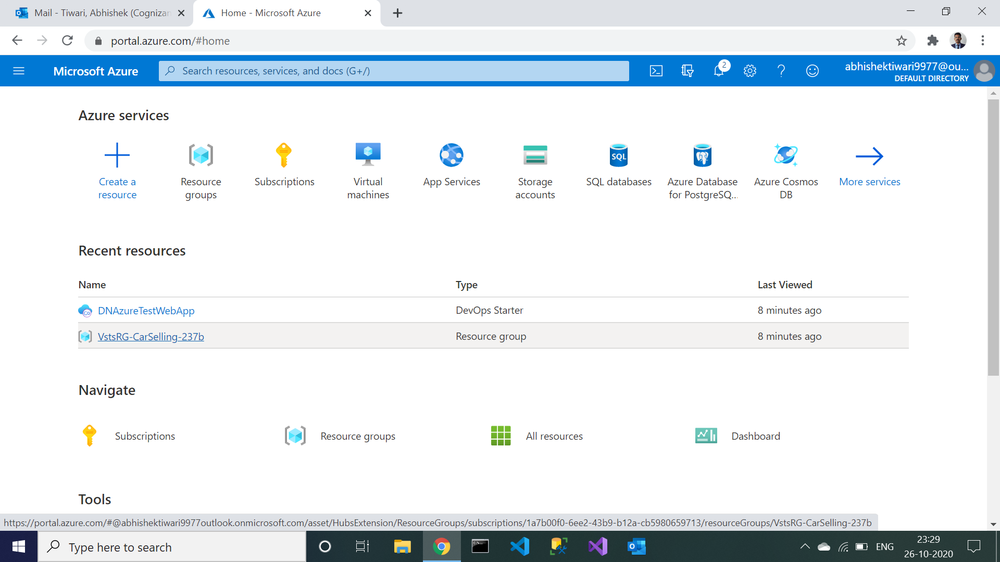 Mail - Tiwari, Abhishek (Cognizan
Home - Microsoft Azure
portal.azure.com/#home
Microsoft Azure
Search resources, services, and docs (G+/)
2
abhishektiwari9977@ou...
DEFAULT DIRECTORY
Azure services
Create a
resource
Resource
groups
Subscriptions
Virtual
machines
App Services
Storage
accounts
SQL
SQL databases
Azure Database
for PostgreSQ...
Azure Cosmos
DB
More services
Recent resources
Name Type Last Viewed
DNAzureTestWebApp DevOps Starter 8 minutes ago
VstsRG-CarSelling-237b Resource group 8 minutes ago
Navigate
Subscriptions
Resource groups
All resources
Dashboard
Tools
https://portal.azure.com/#@abhishektiwari9977outlook.onmicrosoft.com/asset/HubsExtension/ResourceGroups/subscriptions/1a7b00f0-6ee2-43b9-b12a-cb5980659713/resourceGroups/VstsRG-CarSelling-237b
Type here to search
ENG
23:29
26-10-2020